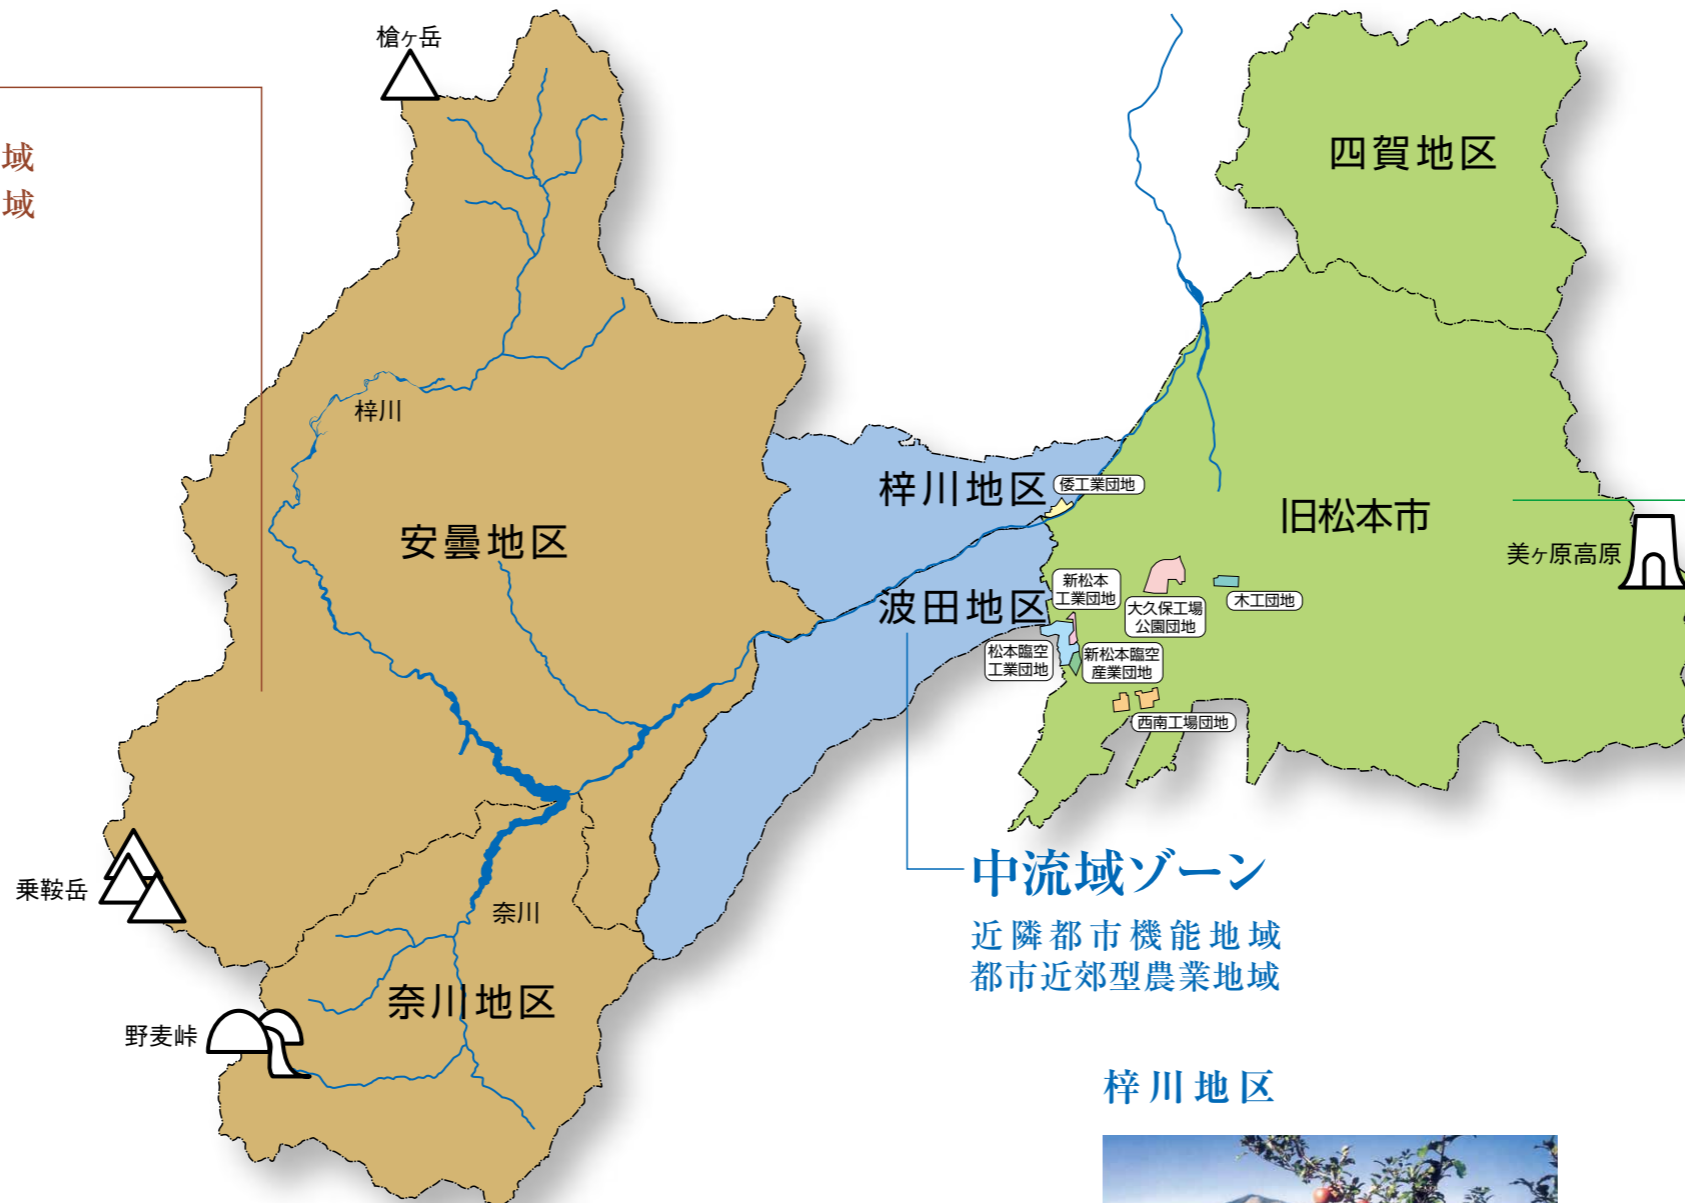 槍ヶ岳
域
域
四賀地区
梓川
梓川地区
倭工業団地
旧松本市
安曇地区
美ヶ原高原
新松本
工業団地
波田地区
大久保工場
公園団地
木工団地
松本臨空
工業団地
新松本臨空
産業団地
西南工場団地
中流域ゾーン
近隣都市機能地域
都市近郊型農業地域
乗鞍岳
奈川
奈川地区
野麦峠
梓川地区